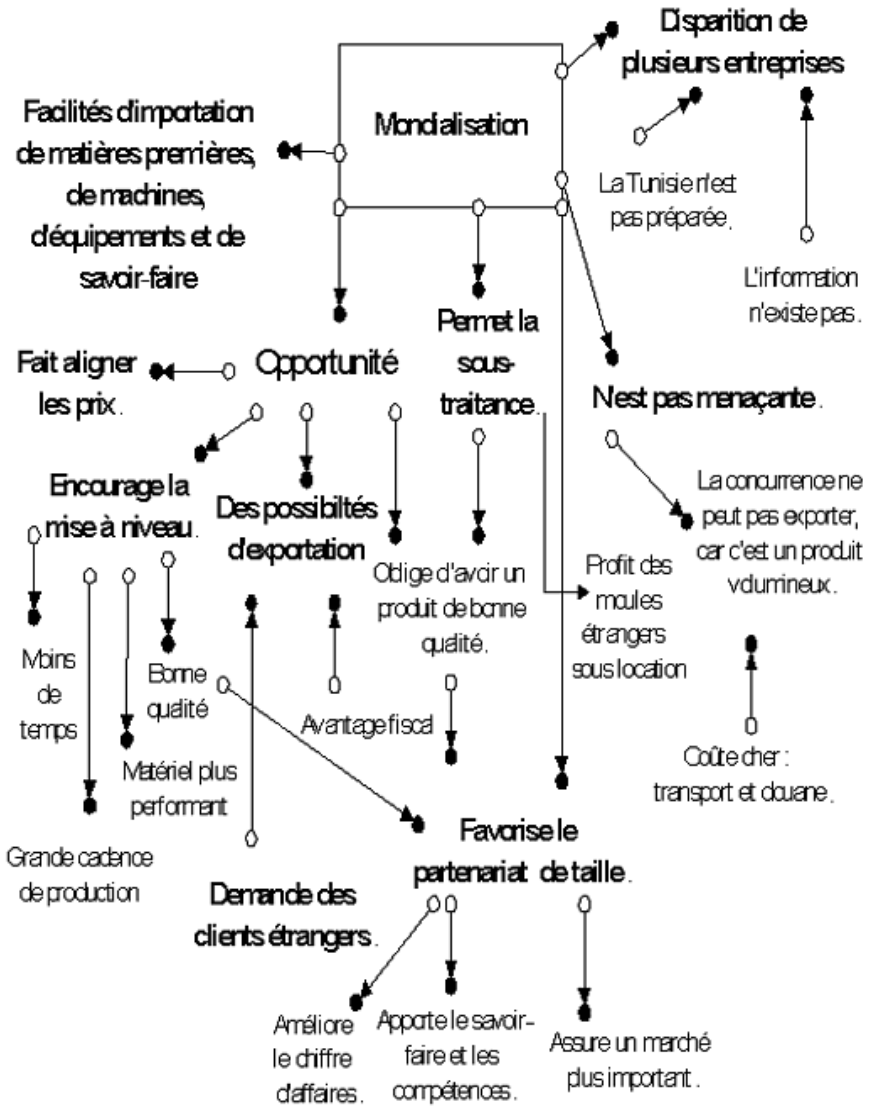 Disparition de
plusieurs entreprises
Mondialisation
Facilités d'importation
de matières premières,
de machines,
d'équipements et de
savoir-faire
La Tunisie n'est
pas préparée.
L'information
n'existe pas.
Permet la
sous-
traitance.
Opportunité
Fait aligner
les prix.
N'est pas menaçante.
Encourage la
mise à niveau.
Des possibiltés
d'exportation
La concurrence ne
peut pas exporter,
car c'est un produit
volumineux.
Oblige d'avoir un
produit de bonne
qualité.
Profit des
moules
étrangers
sous location
Moins
de
temps
Bonne
qualité
Avantage fiscal
Matériel plus
performant
Coûte cher :
transport et douane.
Grande cadence
de production
Favorise le
partenariat de taille.
Demande des
clients étrangers.
Améliore
le chiffre
d'affaires.
Apporte le savoir-
faire et les
compétences.
Assure un marché
plus important.